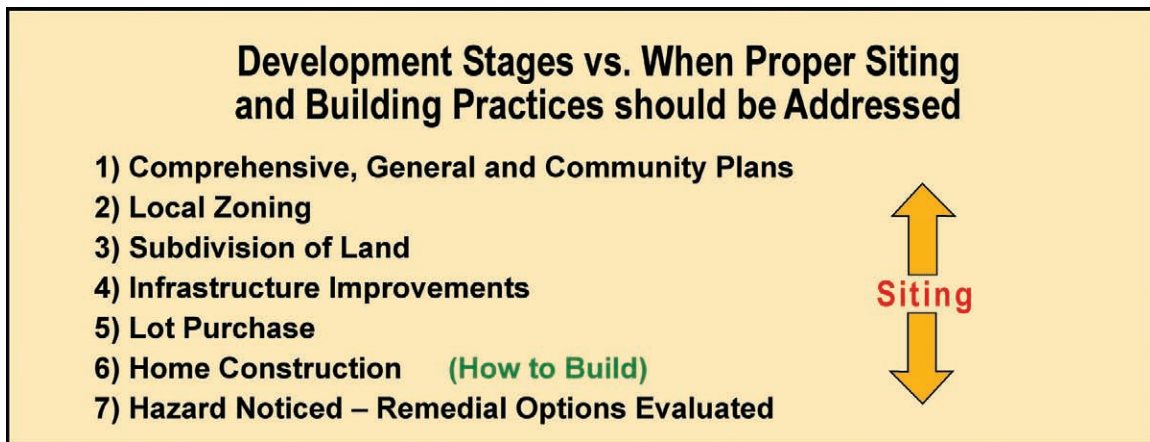 Development Stages vs. When Proper Siting
and Building Practices should be Addressed
1) Comprehensive, General and Community Plans
2) Local Zoning
3) Subdivision of Land
4) Infrastructure Improvements
Siting
5) Lot Purchase
6) Home Construction (How to Build)
7) Hazard Noticed – Remedial Options Evaluated